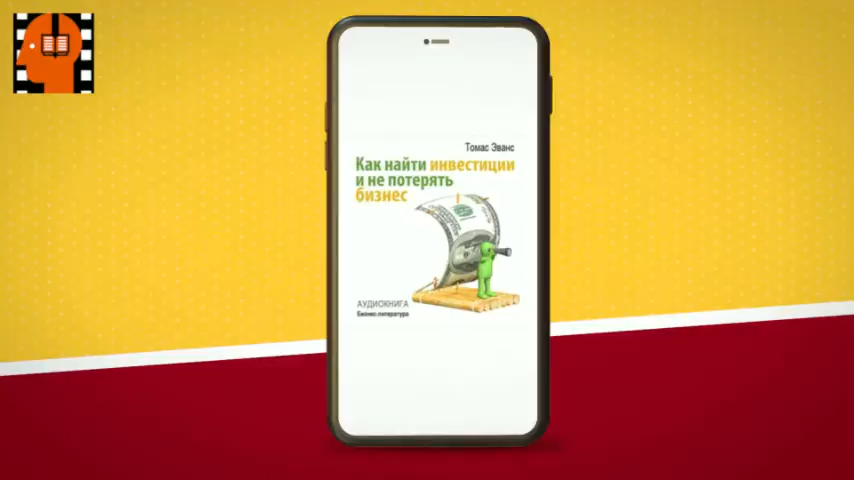 Томас Эванс
Как найти инвестиции
и не потерять
бизнес
АУДИОКНИГА
Бизнес литература